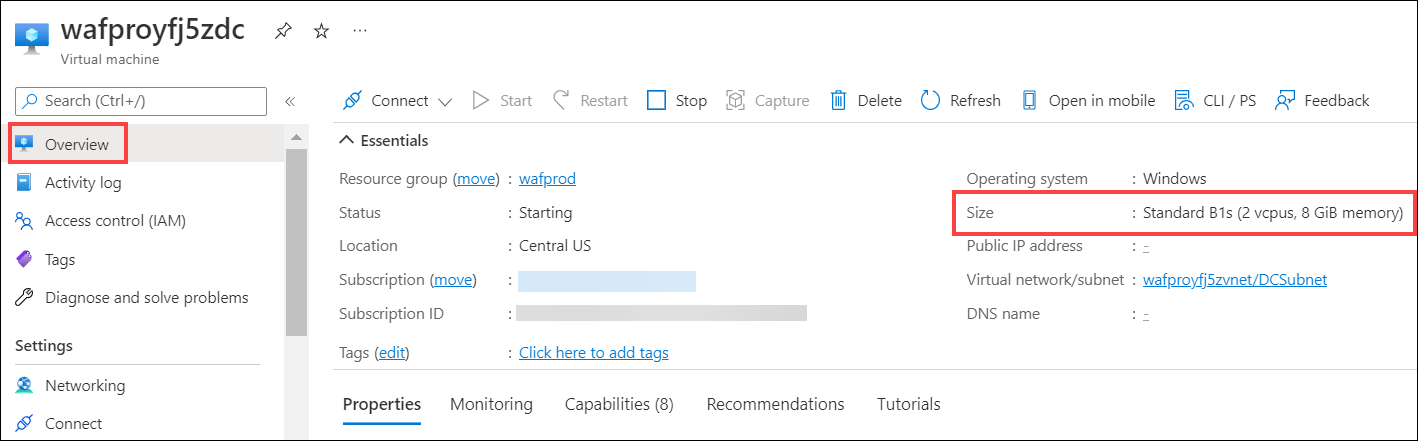 wafproyfj5zdc ...
Virtual machine
Search (Ctrl+/) «
Connect Start Restart Stop Capture Delete Refresh Open in mobile CLI / PS Feedback
Overview
Activity log
Access control (IAM)
Tags
Diagnose and solve problems
Settings
Networking
Connect
Essentials
Resource group (move) : wafprod
Status : Starting
Location : Central US
Subscription (move) :
Subscription ID :
Tags (edit) : Click here to add tags
Operating system : Windows
Size : Standard B1s (2 vcpus, 8 GiB memory)
Public IP address : -
Virtual network/subnet : wafproyfj5zvnet/DCSubnet
DNS name : -
Properties Monitoring Capabilities (8) Recommendations Tutorials